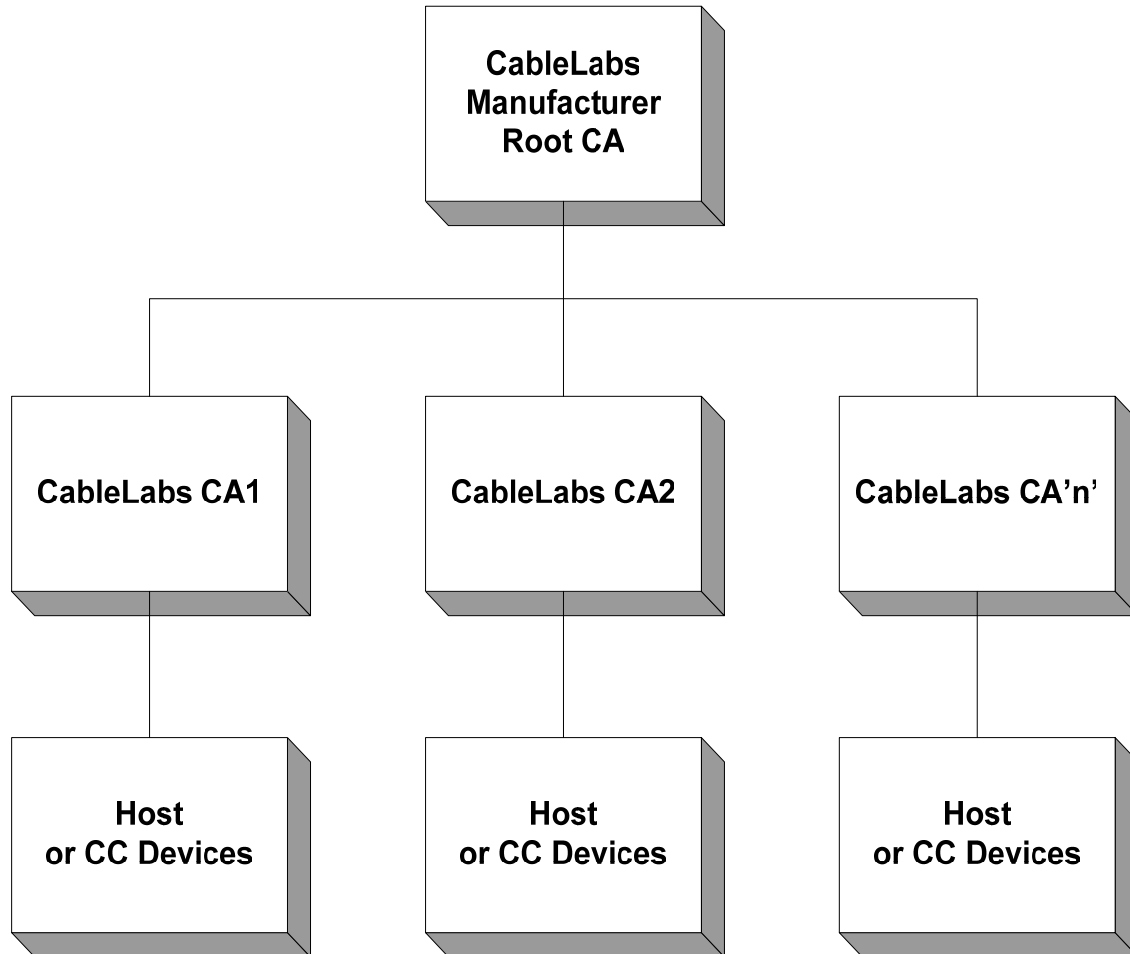 CableLabs
Manufacturer
Root CA
CableLabs CA1
CableLabs CA2
CableLabs CA’n’
Host
or CC Devices
Host
or CC Devices
Host
or CC Devices